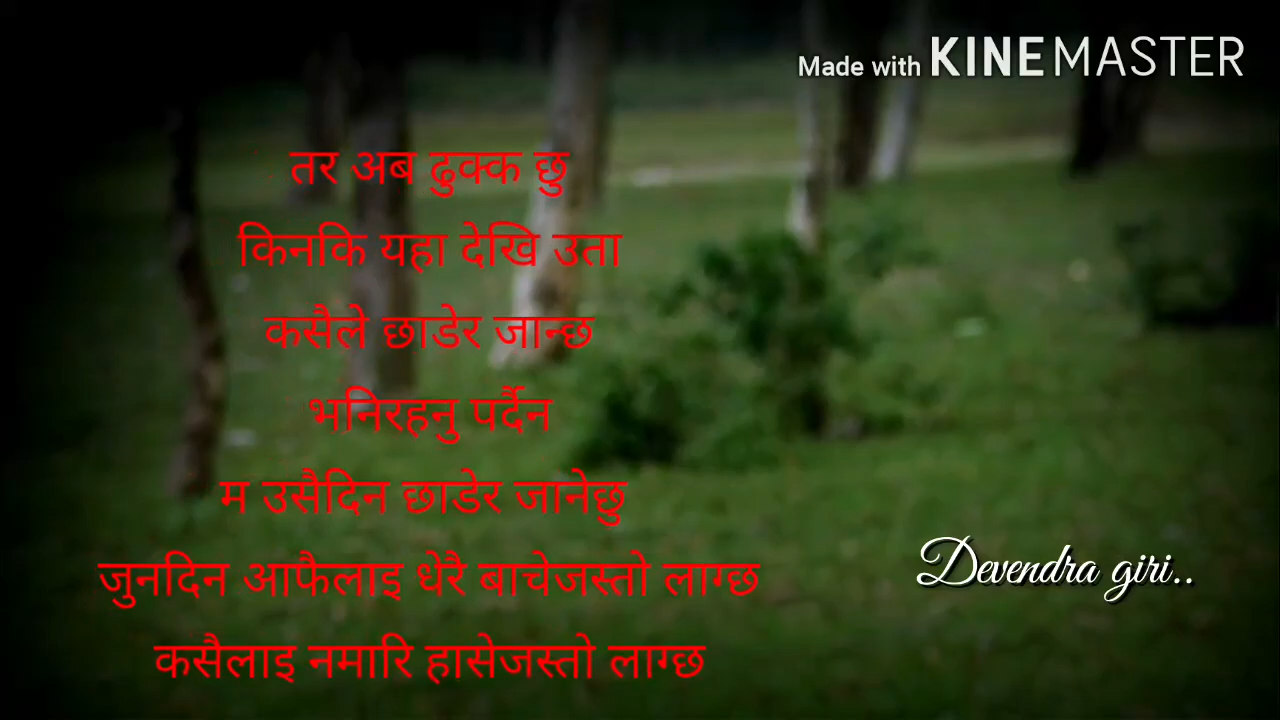 Made with KINEMASTER
तर अब ढुक्क छु
किनकि यहा देखि उता
कसैले छाडेर जान्छ
भनिरहनु पर्दैन
म उसैदिन छाडेर जानेछु
जुनदिन आफैलाइ धेरै बाचेजस्तो लाग्छ
कसैलाइ नमारि हासेजस्तो लाग्छ
Devendra giri..